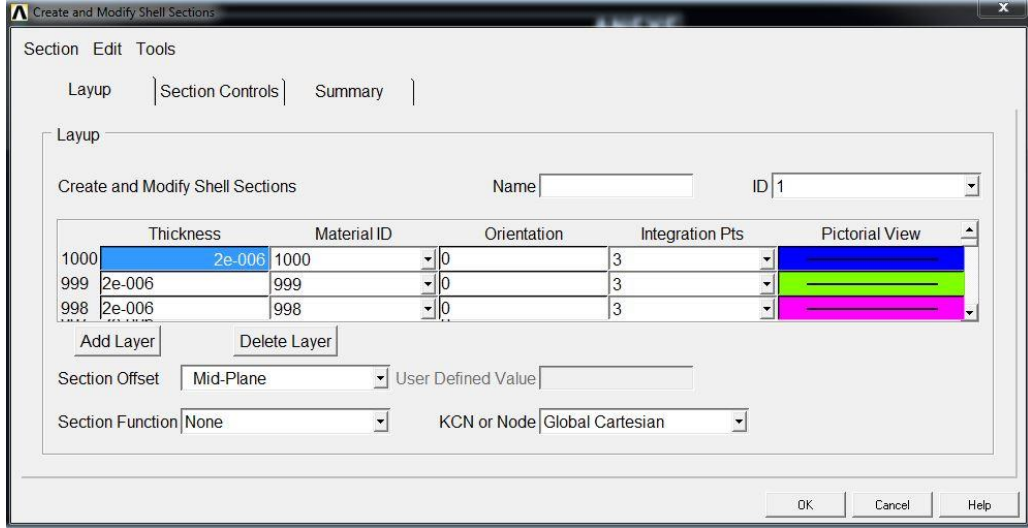 Create and Modify Shell Sections
x
Section Edit Tools
Layup Section Controls Summary
Layup
Create and Modify Shell Sections Name ID 1
Thickness Material ID Orientation Integration Pts Pictorial View
1000 2e-006 1000 0 3
999 2e-006 999 0 3
998 2e-006 998 0 3
Add Layer Delete Layer
Section Offset Mid-Plane User Defined Value
Section Function None KCN or Node Global Cartesian
OK Cancel Help